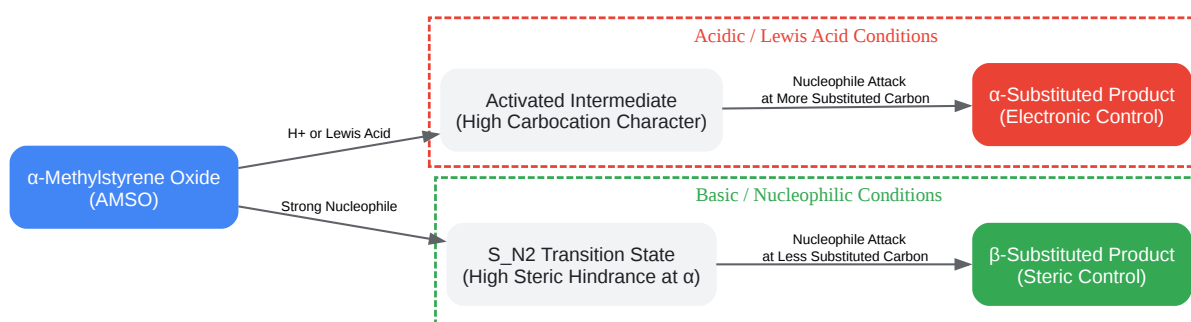 Acidic / Lewis Acid Conditions
Activated Intermediate
(High Carbocation Character)
Nucleophile Attack
at More Substituted Carbon
α-Substituted Product
(Electronic Control)
H+ or Lewis Acid
α-Methylstyrene Oxide
(AMSO)
Strong Nucleophile
Basic / Nucleophilic Conditions
S_N2 Transition State
(High Steric Hindrance at α)
Nucleophile Attack
at Less Substituted Carbon
β-Substituted Product
(Steric Control)